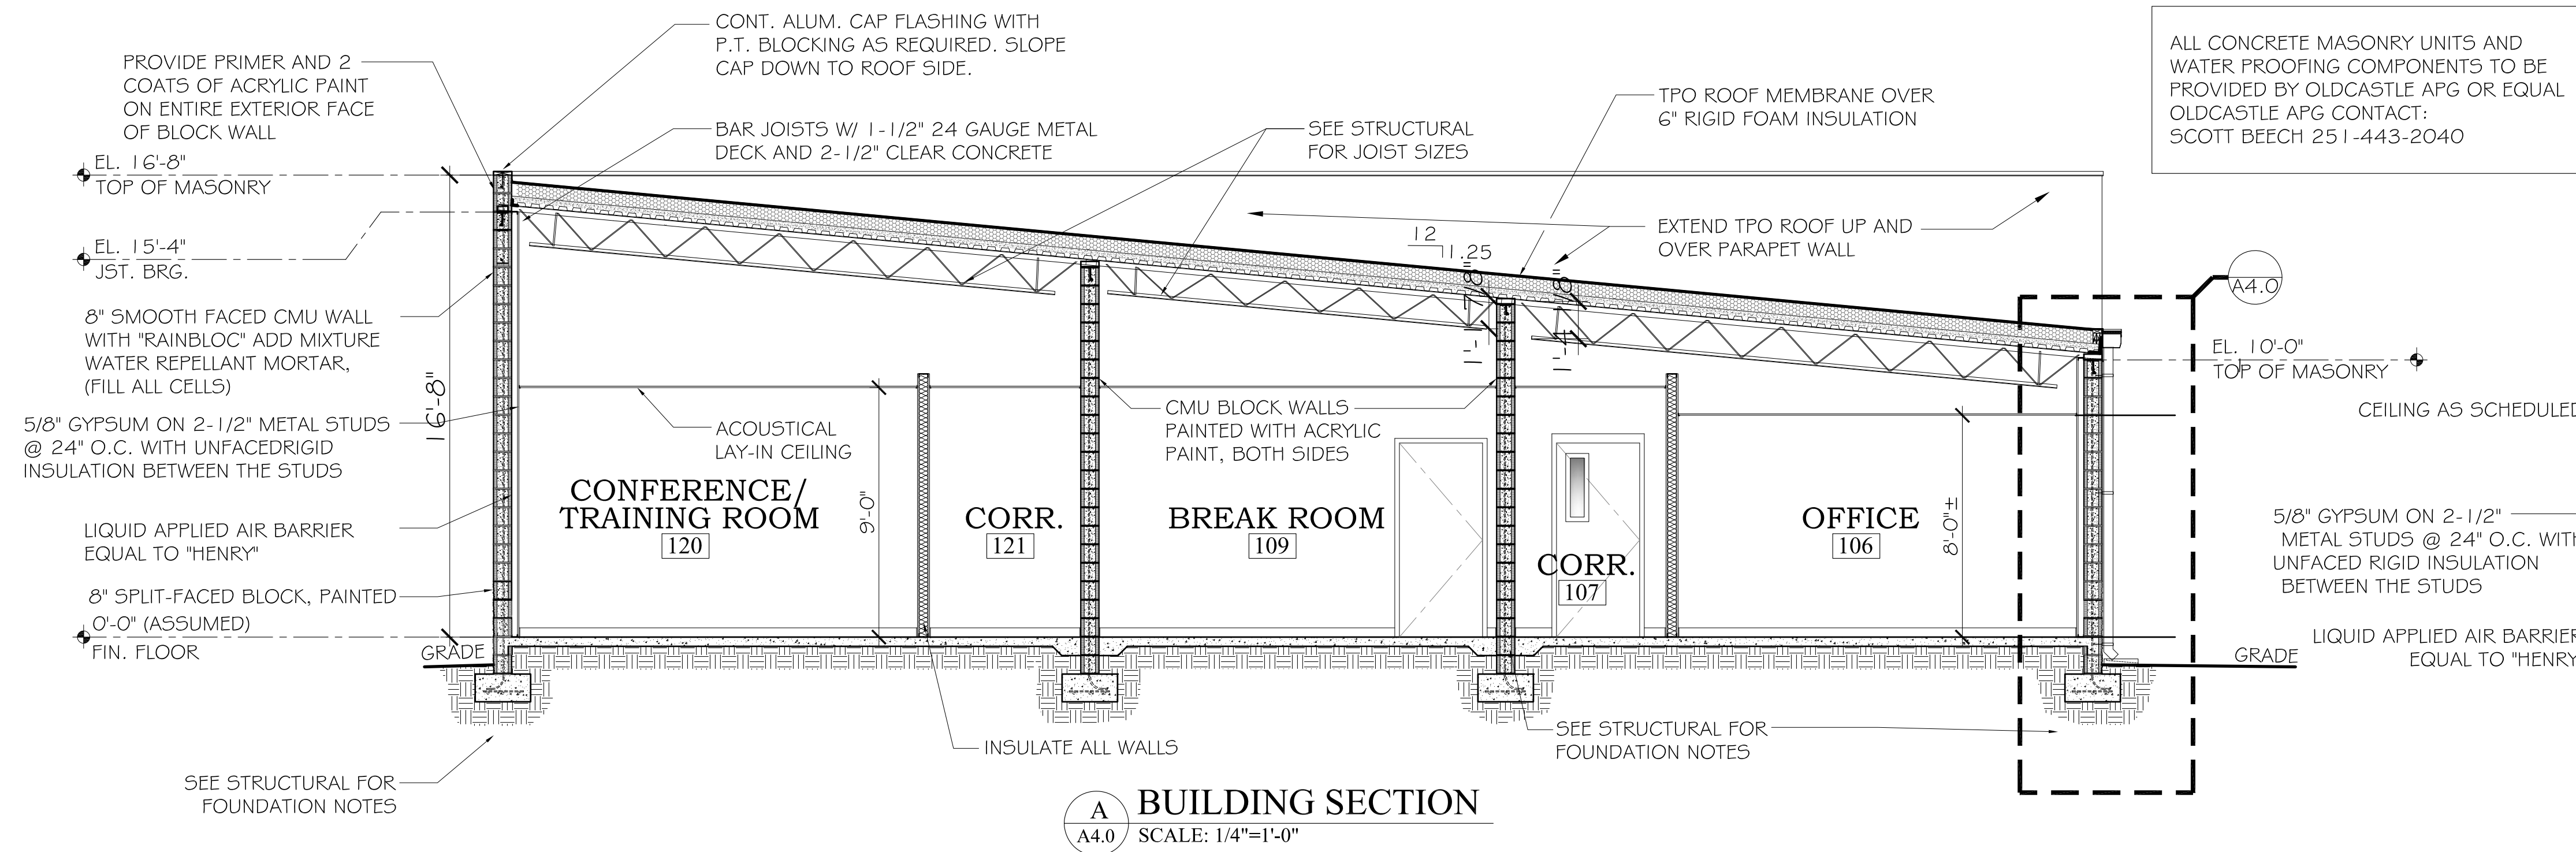 CONT. ALUM. CAP FLASHING WITH
P.T. BLOCKING AS REQUIRED. SLOPE
CAP DOWN TO ROOF SIDE.
PROVIDE PRIMER AND 2
COATS OF ACRYLIC PAINT
ON ENTIRE EXTERIOR FACE
OF BLOCK WALL
BAR JOISTS W/ 1-1/2" 24 GAUGE METAL
DECK AND 2-1/2" CLEAR CONCRETE
SEE STRUCTURAL
FOR JOIST SIZES
TPO ROOF MEMBRANE OVER
6" RIGID FOAM INSULATION
ALL CONCRETE MASONRY UNITS AND
WATER PROOFING COMPONENTS TO BE
PROVIDED BY OLDCASTLE APG OR EQUAL
OLDCASTLE APG CONTACT:
SCOTT BEECH 251-443-2040
EL. 16'-8"
TOP OF MASONRY
EL. 15'-4"
JST. BRG.
EXTEND TPO ROOF UP AND
OVER PARAPET WALL
12
1.25
1'-4 1/8"
A4.0
8" SMOOTH FACED CMU WALL
WITH "RAINBLOC" ADD MIXTURE
WATER REPELLANT MORTAR,
(FILL ALL CELLS)
16'-8"
5/8" GYPSUM ON 2-1/2" METAL STUDS
@ 24" O.C. WITH UNFACEDRIGID
INSULATION BETWEEN THE STUDS
ACOUSTICAL
LAY-IN CEILING
CMU BLOCK WALLS
PAINTED WITH ACRYLIC
PAINT, BOTH SIDES
EL. 10'-0"
TOP OF MASONRY
CEILING AS SCHEDULED
CONFERENCE/
TRAINING ROOM
120
9'-0"
CORR.
121
BREAK ROOM
109
CORR.
107
OFFICE
106
8'-0"±
LIQUID APPLIED AIR BARRIER
EQUAL TO "HENRY"
8" SPLIT-FACED BLOCK, PAINTED
0'-0" (ASSUMED)
FIN. FLOOR
GRADE
5/8" GYPSUM ON 2-1/2"
METAL STUDS @ 24" O.C. WITH
UNFACED RIGID INSULATION
BETWEEN THE STUDS
LIQUID APPLIED AIR BARRIER
EQUAL TO "HENRY
GRADE
INSULATE ALL WALLS
SEE STRUCTURAL FOR
FOUNDATION NOTES
SEE STRUCTURAL FOR
FOUNDATION NOTES
A
A4.0
BUILDING SECTION
SCALE: 1/4"=1'-0"